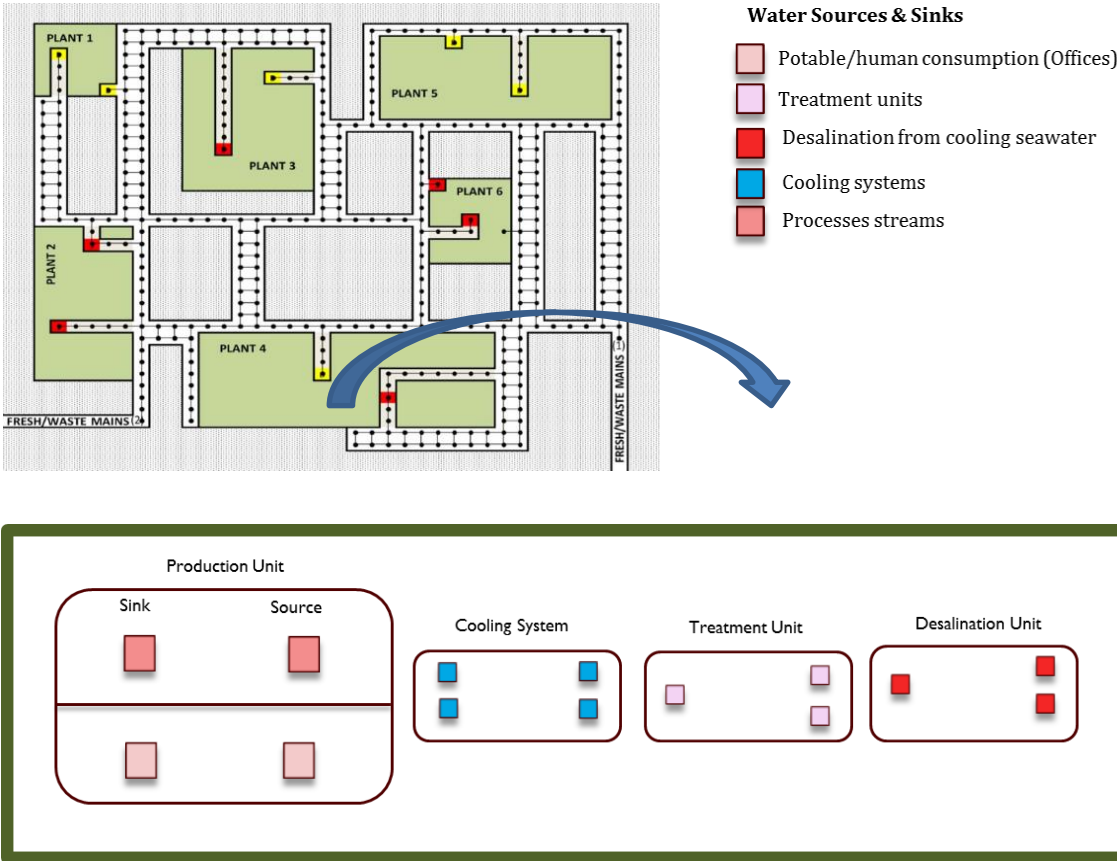 Water Sources & Sinks
Potable/human consumption (Offices)
Treatment units
Desalination from cooling seawater
Cooling systems
Processes streams
PLANT 1
PLANT 5
PLANT 3
PLANT 6
PLANT 2
PLANT 4
FRESH/WASTE MAINS (2)
FRESH/WASTE MAINS (1)
Production Unit
Sink
Source
Cooling System
Treatment Unit
Desalination Unit